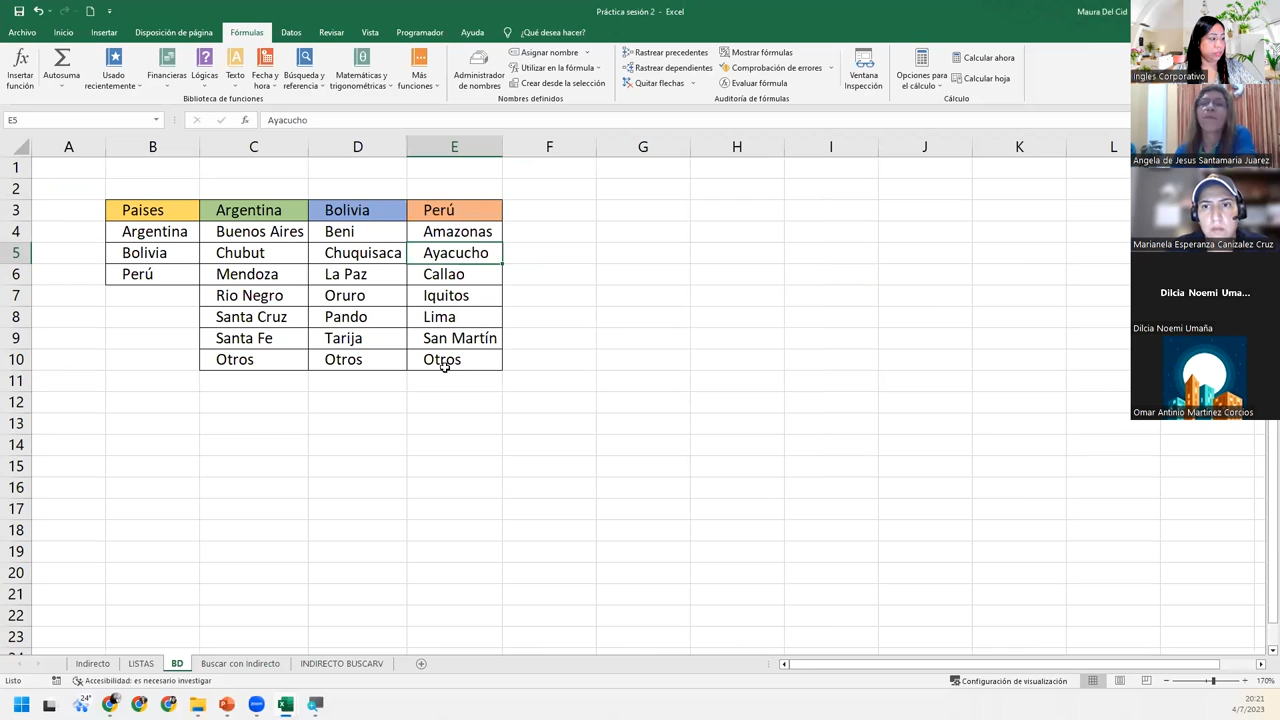 Práctica sesión 2 - Excel
Maura Del Cid
Archivo Inicio Insertar Disposición de página Fórmulas Datos Revisar Vista Programador Ayuda ¿Qué desea hacer?
Insertar función
Autosuma
Usado recientemente
Financieras
Lógicas
Texto
Fecha y hora
Búsqueda y referencia
Matemáticas y trigonométricas
Más funciones
Biblioteca de funciones
Administrador de nombres
Asignar nombre
Utilizar en la fórmula
Crear desde la selección
Nombres definidos
Rastrear precedentes
Rastrear dependientes
Quitar flechas
Mostrar fórmulas
Comprobación de errores
Evaluar fórmula
Auditoría de fórmulas
Ventana Inspección
Opciones para el cálculo
Calcular ahora
Calcular hoja
Cálculo
E5 fx Ayacucho
A B C D E F G H I J K L
1
2
3 Paises Argentina Bolivia Perú
4 Argentina Buenos Aires Beni Amazonas
5 Bolivia Chubut Chuquisaca Ayacucho
6 Perú Mendoza La Paz Callao
7 Rio Negro Oruro Iquitos
8 Santa Cruz Pando Lima
9 Santa Fe Tarija San Martín
10 Otros Otros Otros
11
12
13
14
15
16
17
18
19
20
21
22
23
Indirecto LISTAS BD Buscar con Indirecto INDIRECTO BUSCARV
Listo Accesibilidad: es necesario investigar Configuración de visualización 170%
24°
20:21
4/7/2023
Ingles Corporativo
Angela de Jesus Santamaria Juarez
Marianela Esperanza Canizalez Cruz
Dilcia Noemi Uma...
Dilcia Noemi Umaña
Omar Antinio Martinez Corcios